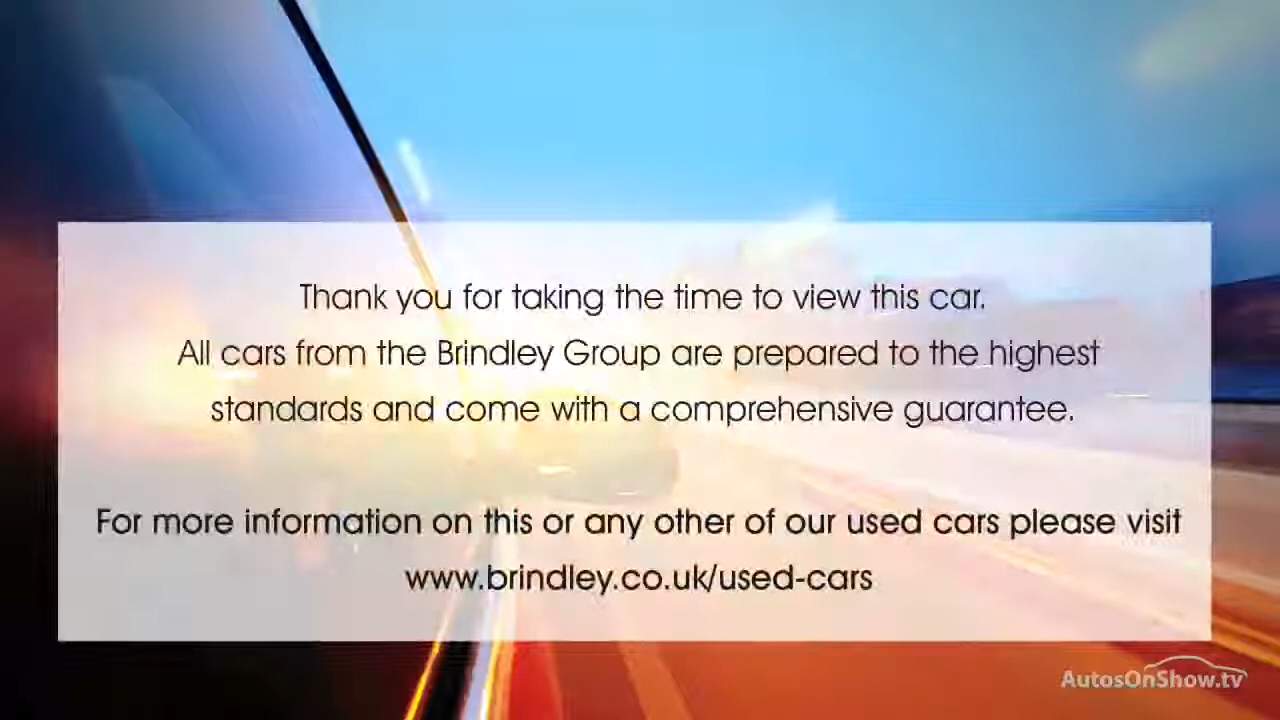 Thank you for taking the time to view this car.
All cars from the Brindley Group are prepared to the highest
standards and come with a comprehensive guarantee.
For more information on this or any other of our used cars please visit
www.brindley.co.uk/used-cars
AutosOnShow.tv